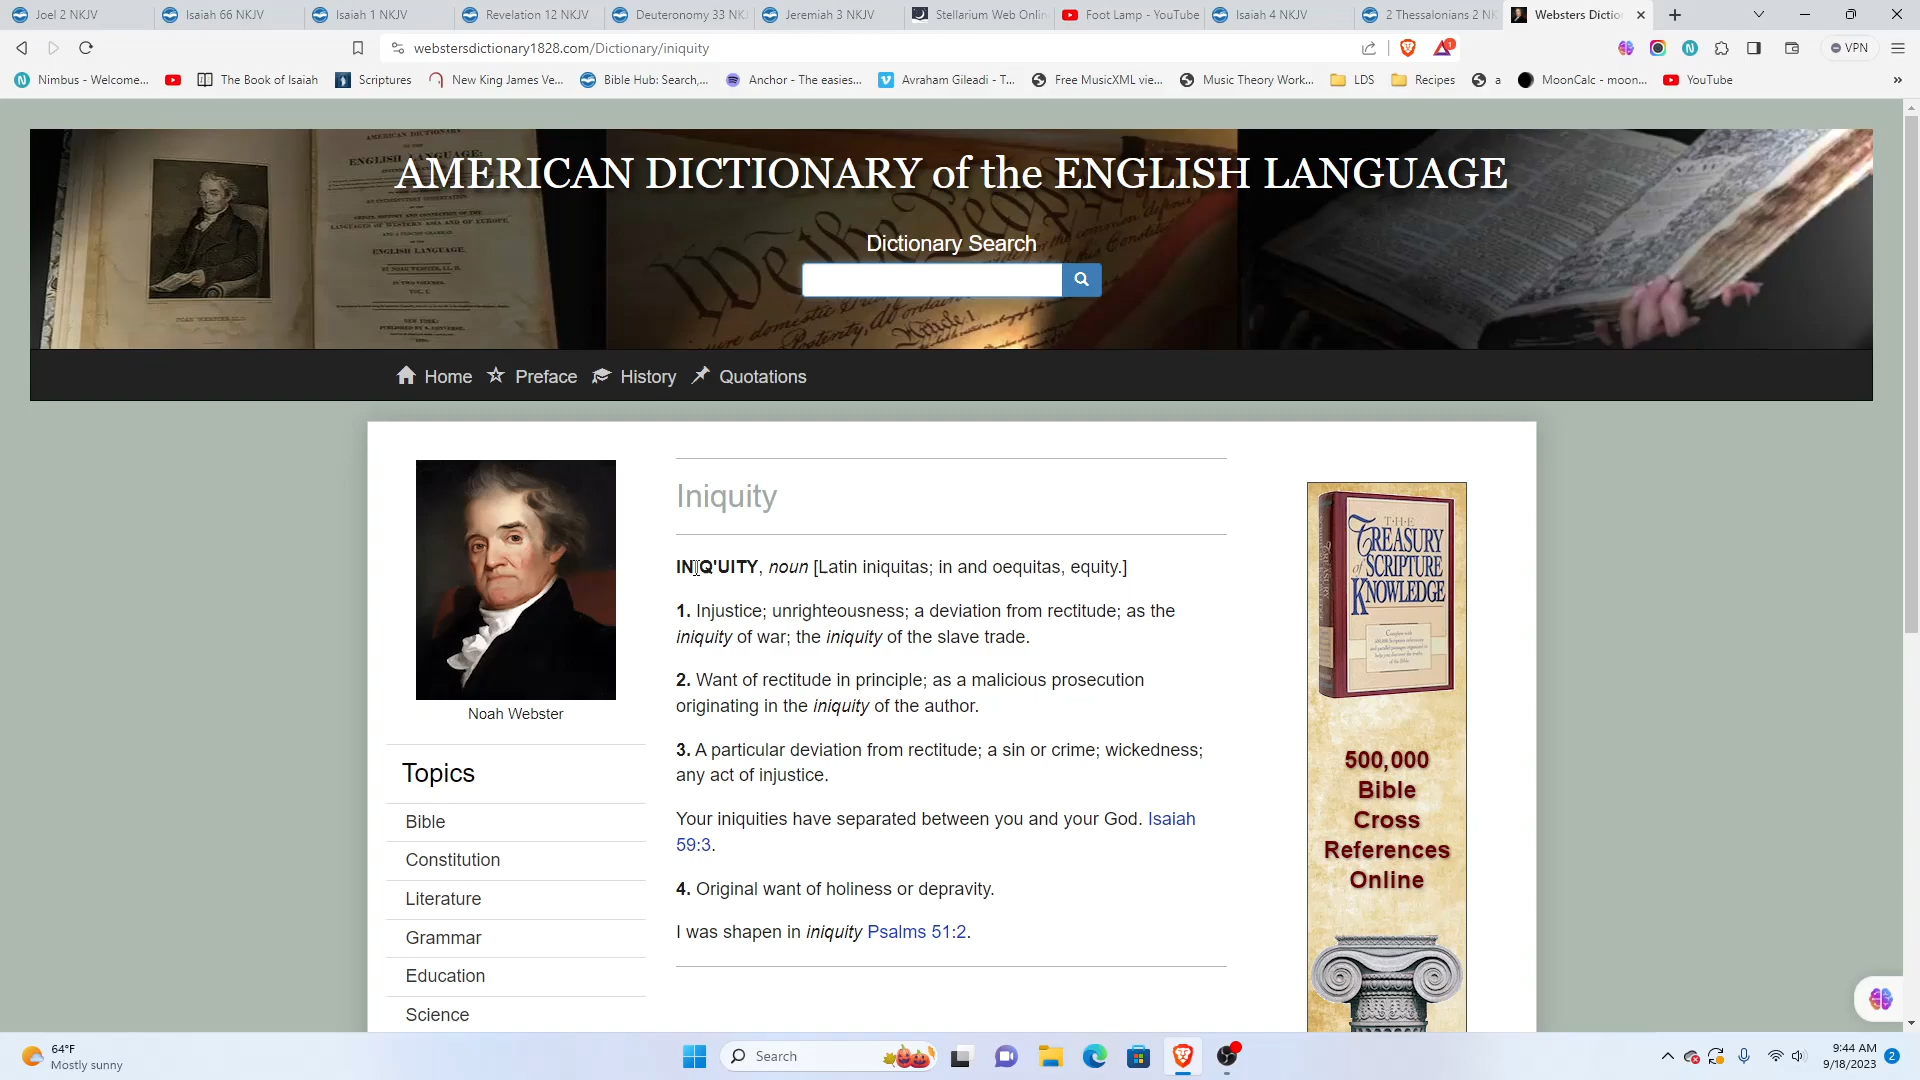 Joel 2 NKJV
Isaiah 66 NKJV
Isaiah 1 NKJV
Revelation 12 NKJV
Deuteronomy 33 NKJ
Jeremiah 3 NKJV
Stellarium Web Onlin
Foot Lamp - YouTube
Isaiah 4 NKJV
2 Thessalonians 2 NK
Websters Dictio
webstersdictionary1828.com/Dictionary/iniquity
1
VPN
Nimbus - Welcome...
The Book of Isaiah
Scriptures
New King James Ve...
Bible Hub: Search,...
Anchor - The easies...
Avraham Gileadi - T...
Free MusicXML vie...
Music Theory Work...
LDS
Recipes
a
MoonCalc - moon...
YouTube
»
AMERICAN DICTIONARY of the ENGLISH LANGUAGE
Dictionary Search
Home
Preface
History
Quotations
Noah Webster
Topics
Bible
Constitution
Literature
Grammar
Education
Science
Iniquity
INIQ'UITY, noun [Latin iniquitas; in and oequitas, equity.]
1. Injustice; unrighteousness; a deviation from rectitude; as the
iniquity of war; the iniquity of the slave trade.
2. Want of rectitude in principle; as a malicious prosecution
originating in the iniquity of the author.
3. A particular deviation from rectitude; a sin or crime; wickedness;
any act of injustice.
Your iniquities have separated between you and your God. Isaiah
59:3.
4. Original want of holiness or depravity.
I was shapen in iniquity Psalms 51:2.
THE
TREASURY
of SCRIPTURE
KNOWLEDGE
500,000
Bible
Cross
References
Online
64°F
Mostly sunny
Search
9:44 AM
9/18/2023
2